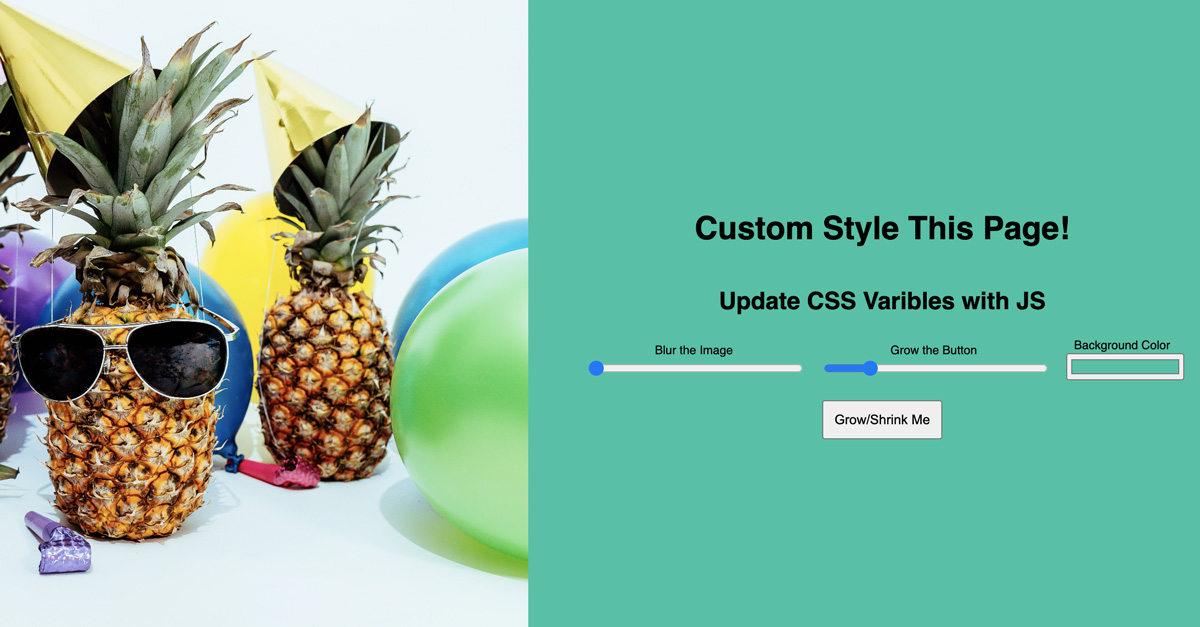 Custom Style This Page!
Update CSS Varibles with JS
Blur the Image
Grow the Button
Background Color
Grow/Shrink Me